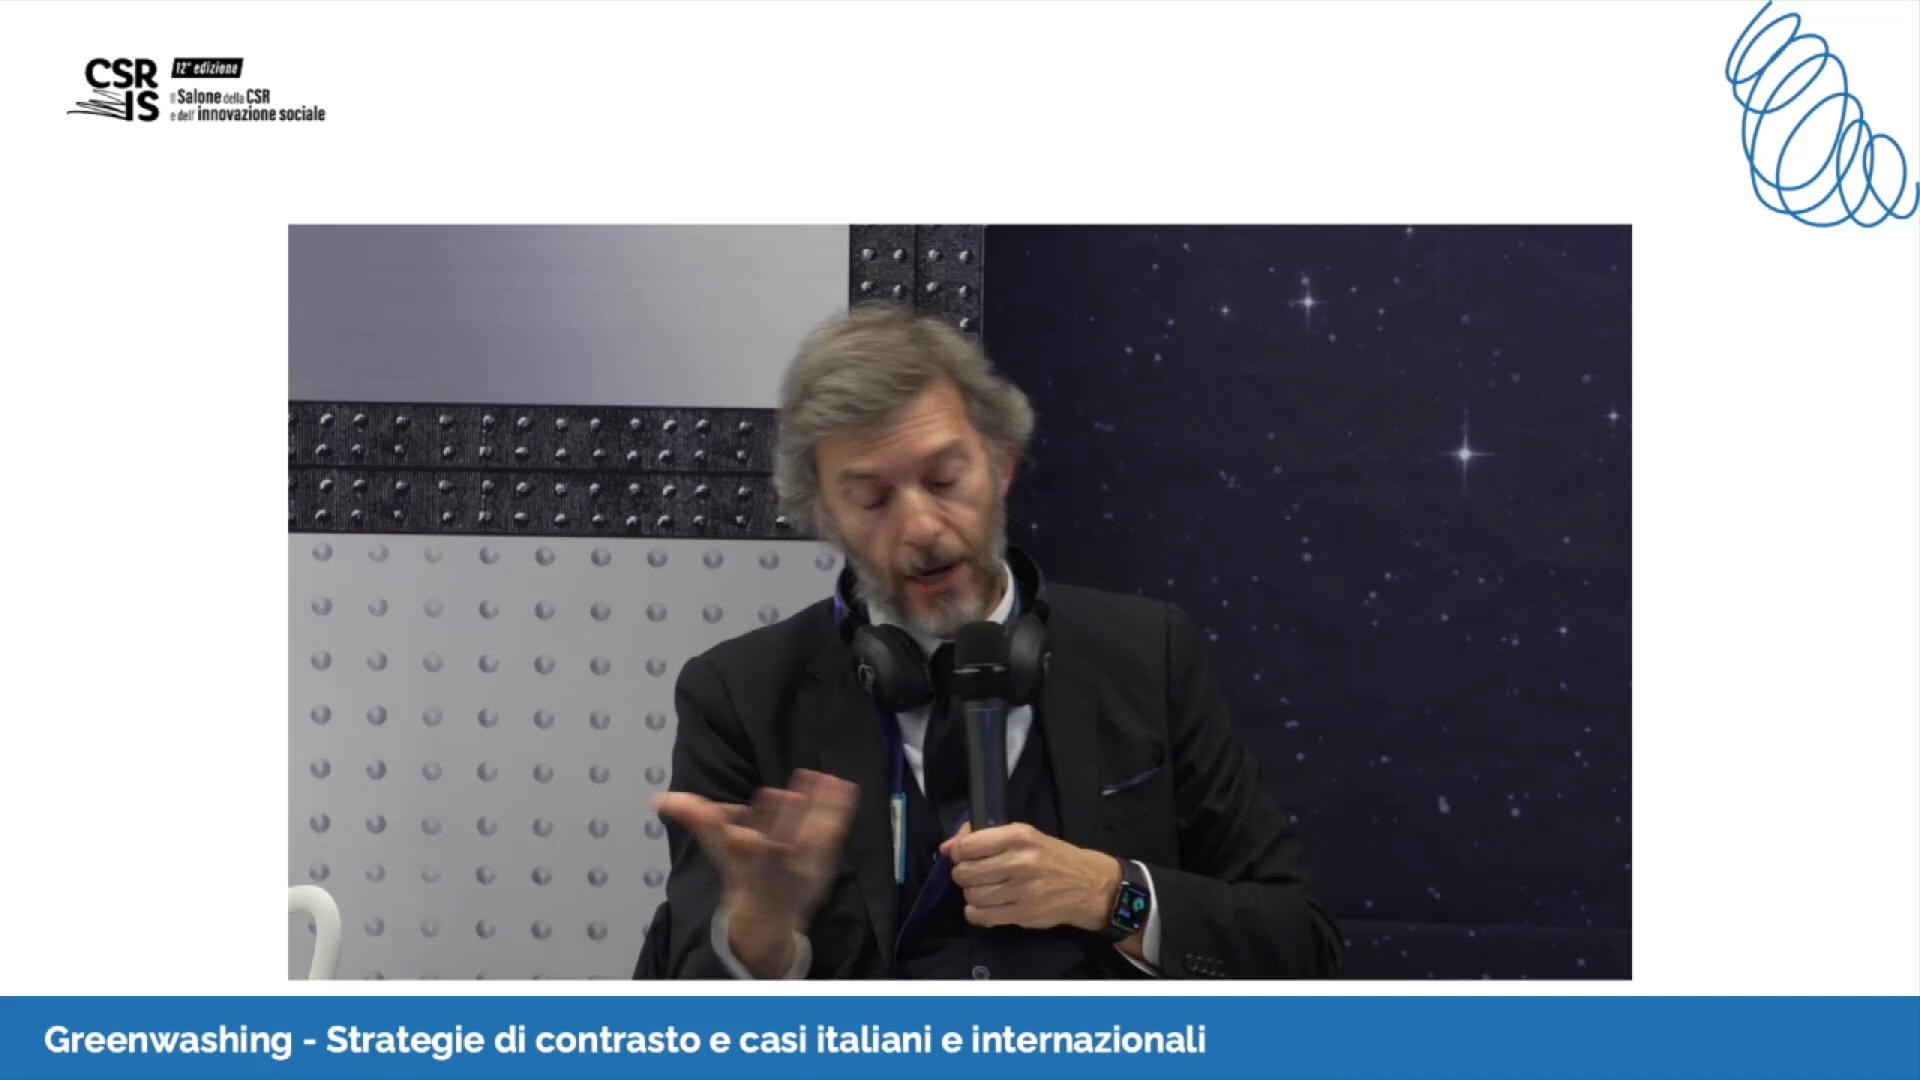 CSR
IS
12ª edizione
Il Salone della CSR
e dell'innovazione sociale
Greenwashing - Strategie di contrasto e casi italiani e internazionali